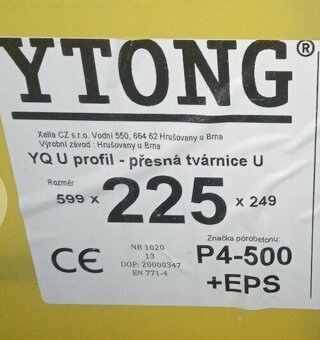 YTONG®
Xella CZ s.r.o. Vodní 550, 664 62 Hrušovany u Brna
Výrobní závod : Hrušovany u Brna
YQ U profil - přesná tvárnice U
Rozměr :
599 x 225 x 249
Značka pórobetonu:
CE
NB 1020
13
DOP: 20000347
EN 771-4
P4-500
+EPS